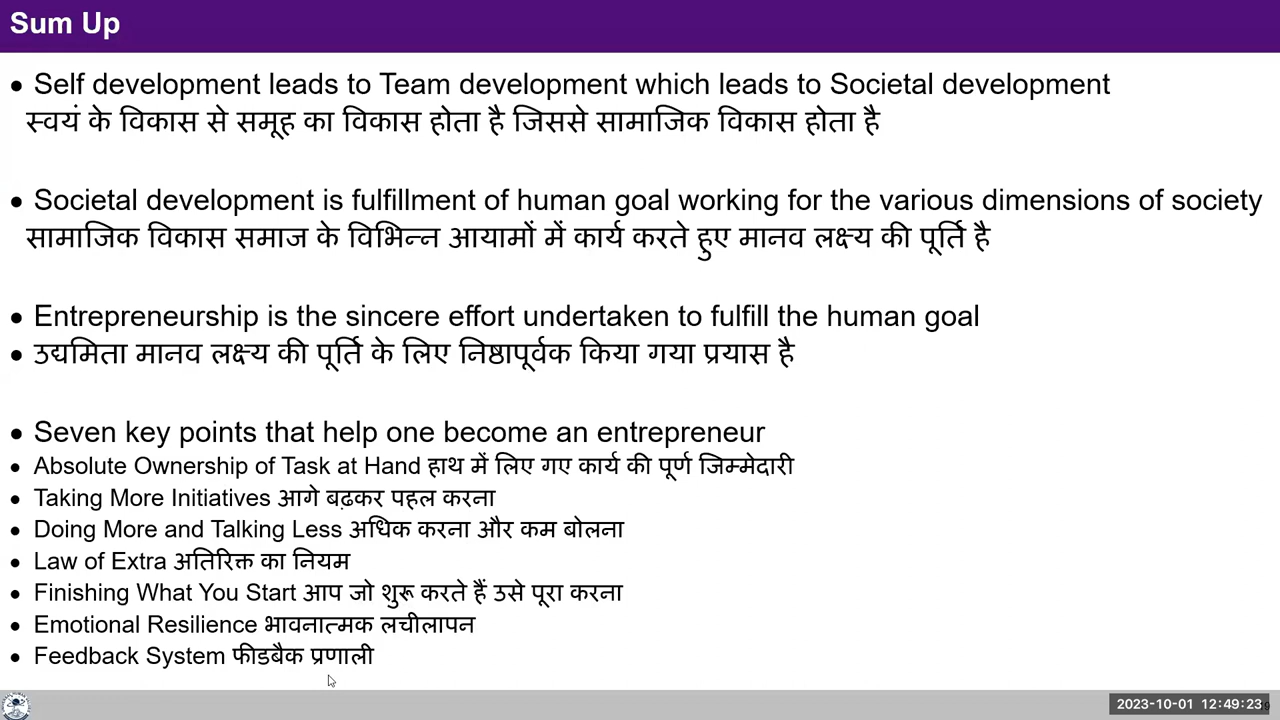 Sum Up
• Self development leads to Team development which leads to Societal development
स्वयं के विकास से समूह का विकास होता है जिससे सामाजिक विकास होता है
• Societal development is fulfillment of human goal working for the various dimensions of society
सामाजिक विकास समाज के विभिन्न आयामों में कार्य करते हुए मानव लक्ष्य की पूर्ति है
• Entrepreneurship is the sincere effort undertaken to fulfill the human goal
• उद्यमिता मानव लक्ष्य की पूर्ति के लिए निष्ठापूर्वक किया गया प्रयास है
• Seven key points that help one become an entrepreneur
• Absolute Ownership of Task at Hand हाथ में लिए गए कार्य की पूर्ण जिम्मेदारी
• Taking More Initiatives आगे बढ़कर पहल करना
• Doing More and Talking Less अधिक करना और कम बोलना
• Law of Extra अतिरिक्त का नियम
• Finishing What You Start आप जो शुरू करते हैं उसे पूरा करना
• Emotional Resilience भावनात्मक लचीलापन
• Feedback System फीडबैक प्रणाली
2023-10-01 12:49:23